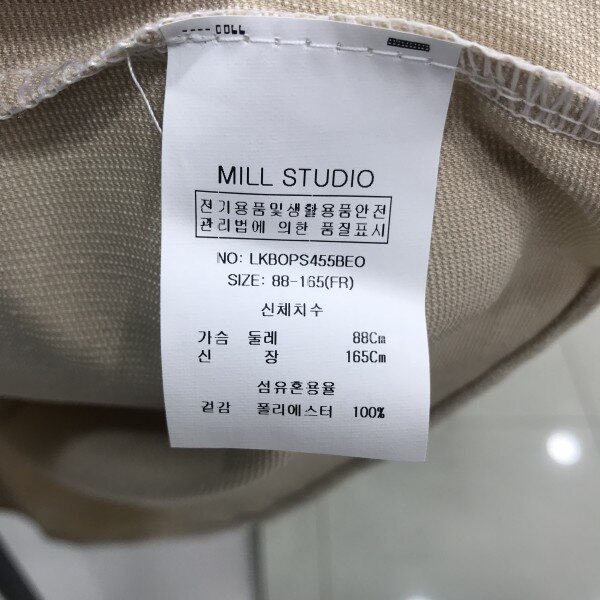 ---- COLL
MILL STUDIO
전기용품및생활용품안전
관리법에 의한 품질표시
NO: LKBOPS455BEO
SIZE: 88-165(FR)
신체치수
가슴 둘레 88Cm
신 장 165Cm
섬유혼용율
겉감 폴리에스터 100%